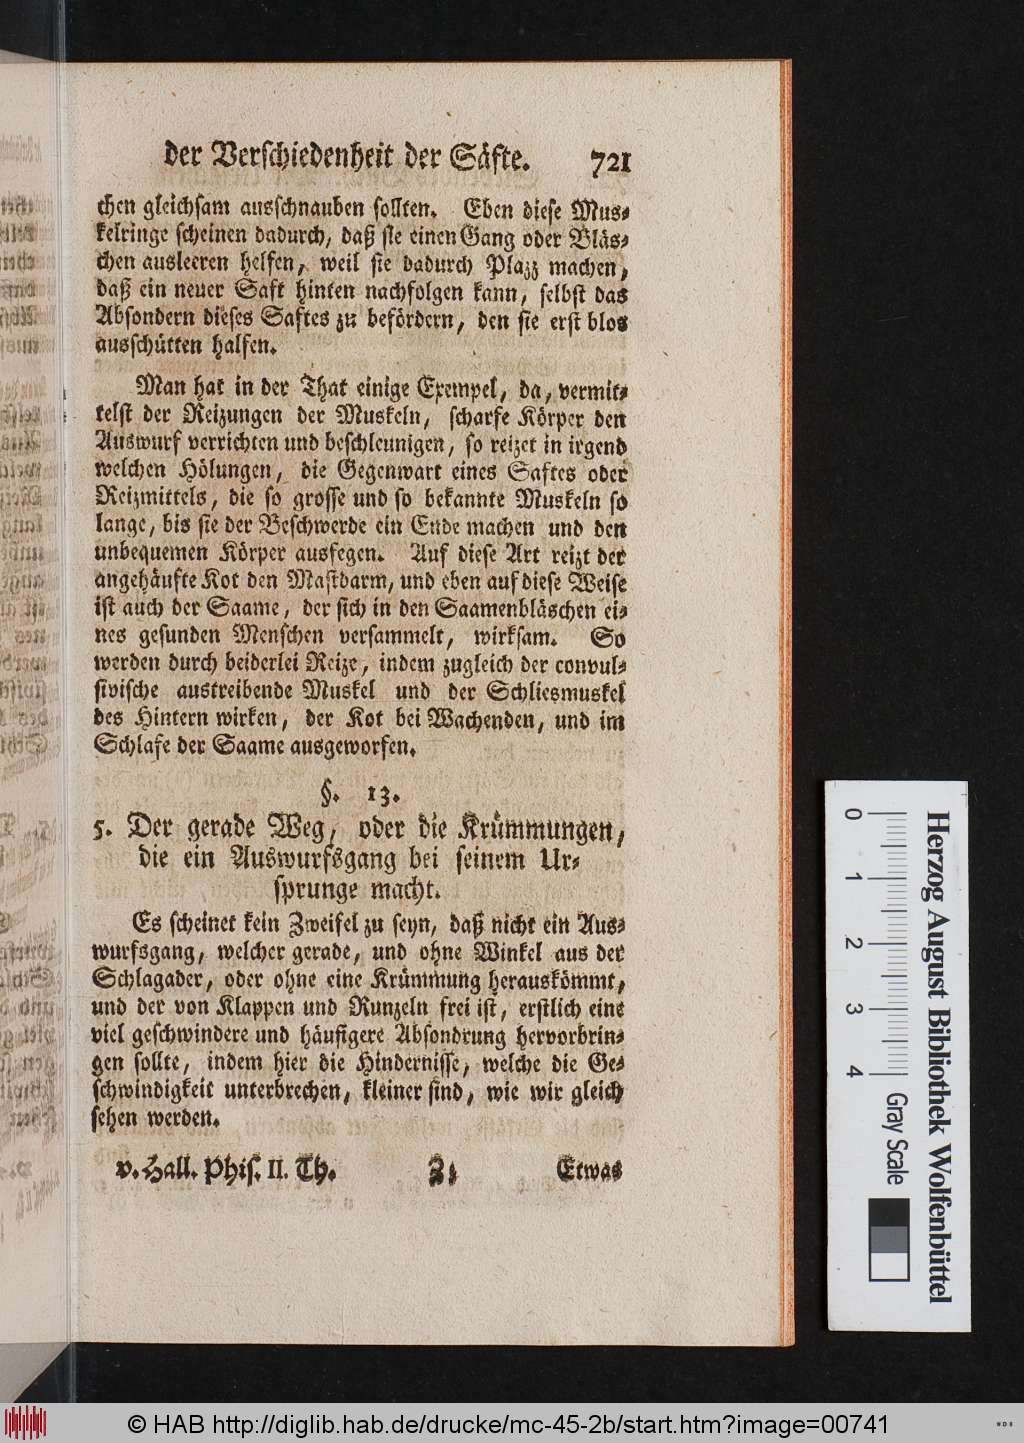 der Verschiedenheit der Säfte. 721
chen gleichsam ausschnauben sollten. Eben diese Mus-
kelringe scheinen dadurch, daß sie einen Gang oder Bläs-
chen ausleeren helfen, weil sie dadurch Plazz machen,
daß ein neuer Saft hinten nachfolgen kann, selbst das
Absondern dieses Saftes zu befördern, den sie erst blos
ausschütten halfen.
Man hat in der That einige Exempel, da, vermit-
telst der Reizungen der Muskeln, scharfe Körper den
Auswurf verrichten und beschleunigen, so reizet in irgend
welchen Hölungen, die Gegenwart eines Saftes oder
Reizmittels, die so grosse und so bekannte Muskeln so
lange, bis sie der Beschwerde ein Ende machen und den
unbequemen Körper ausfegen. Auf diese Art reizt der
angehäufte Kot den Mastdarm, und eben auf diese Weise
ist auch der Saame, der sich in den Saamenbläschen ei-
nes gesunden Menschen versammelt, wirksam. So
werden durch beiderlei Reize, indem zugleich der convul-
sivische austreibende Muskel und der Schliesmuskel
des Hintern wirken, der Kot bei Wachenden, und im
Schlafe der Saame ausgeworfen.
§. 13.
5. Der gerade Weg, oder die Krümmungen,
die ein Auswurfsgang bei seinem Ur-
sprunge macht.
Es scheinet kein Zweifel zu seyn, daß nicht ein Aus-
wurfsgang, welcher gerade, und ohne Winkel aus der
Schlagader, oder ohne eine Krümmung herauskömmt,
und der von Klappen und Runzeln frei ist, erstlich eine
viel geschwindere und häufigere Absondrung hervorbrin-
gen sollte, indem hier die Hindernisse, welche die Ge-
schwindigkeit unterbrechen, kleiner sind, wie wir gleich
sehen werden.
v. Hall. Phis. II. Th. Zz Etwas
0 1 2 3 4 Gray Scale
Herzog August Bibliothek Wolfenbüttel
© HAB http://diglib.hab.de/drucke/mc-45-2b/start.htm?image=00741